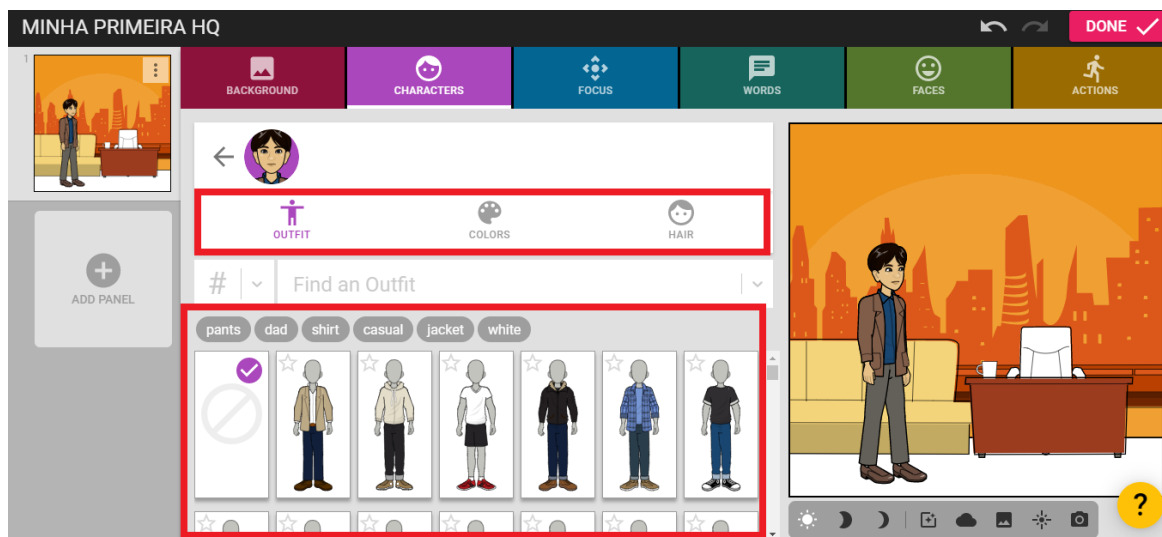 MINHA PRIMEIRA HQ
DONE
1
BACKGROUND
CHARACTERS
FOCUS
WORDS
FACES
ACTIONS
ADD PANEL
OUTFIT
COLORS
HAIR
# Find an Outfit
pants dad shirt casual jacket white
?